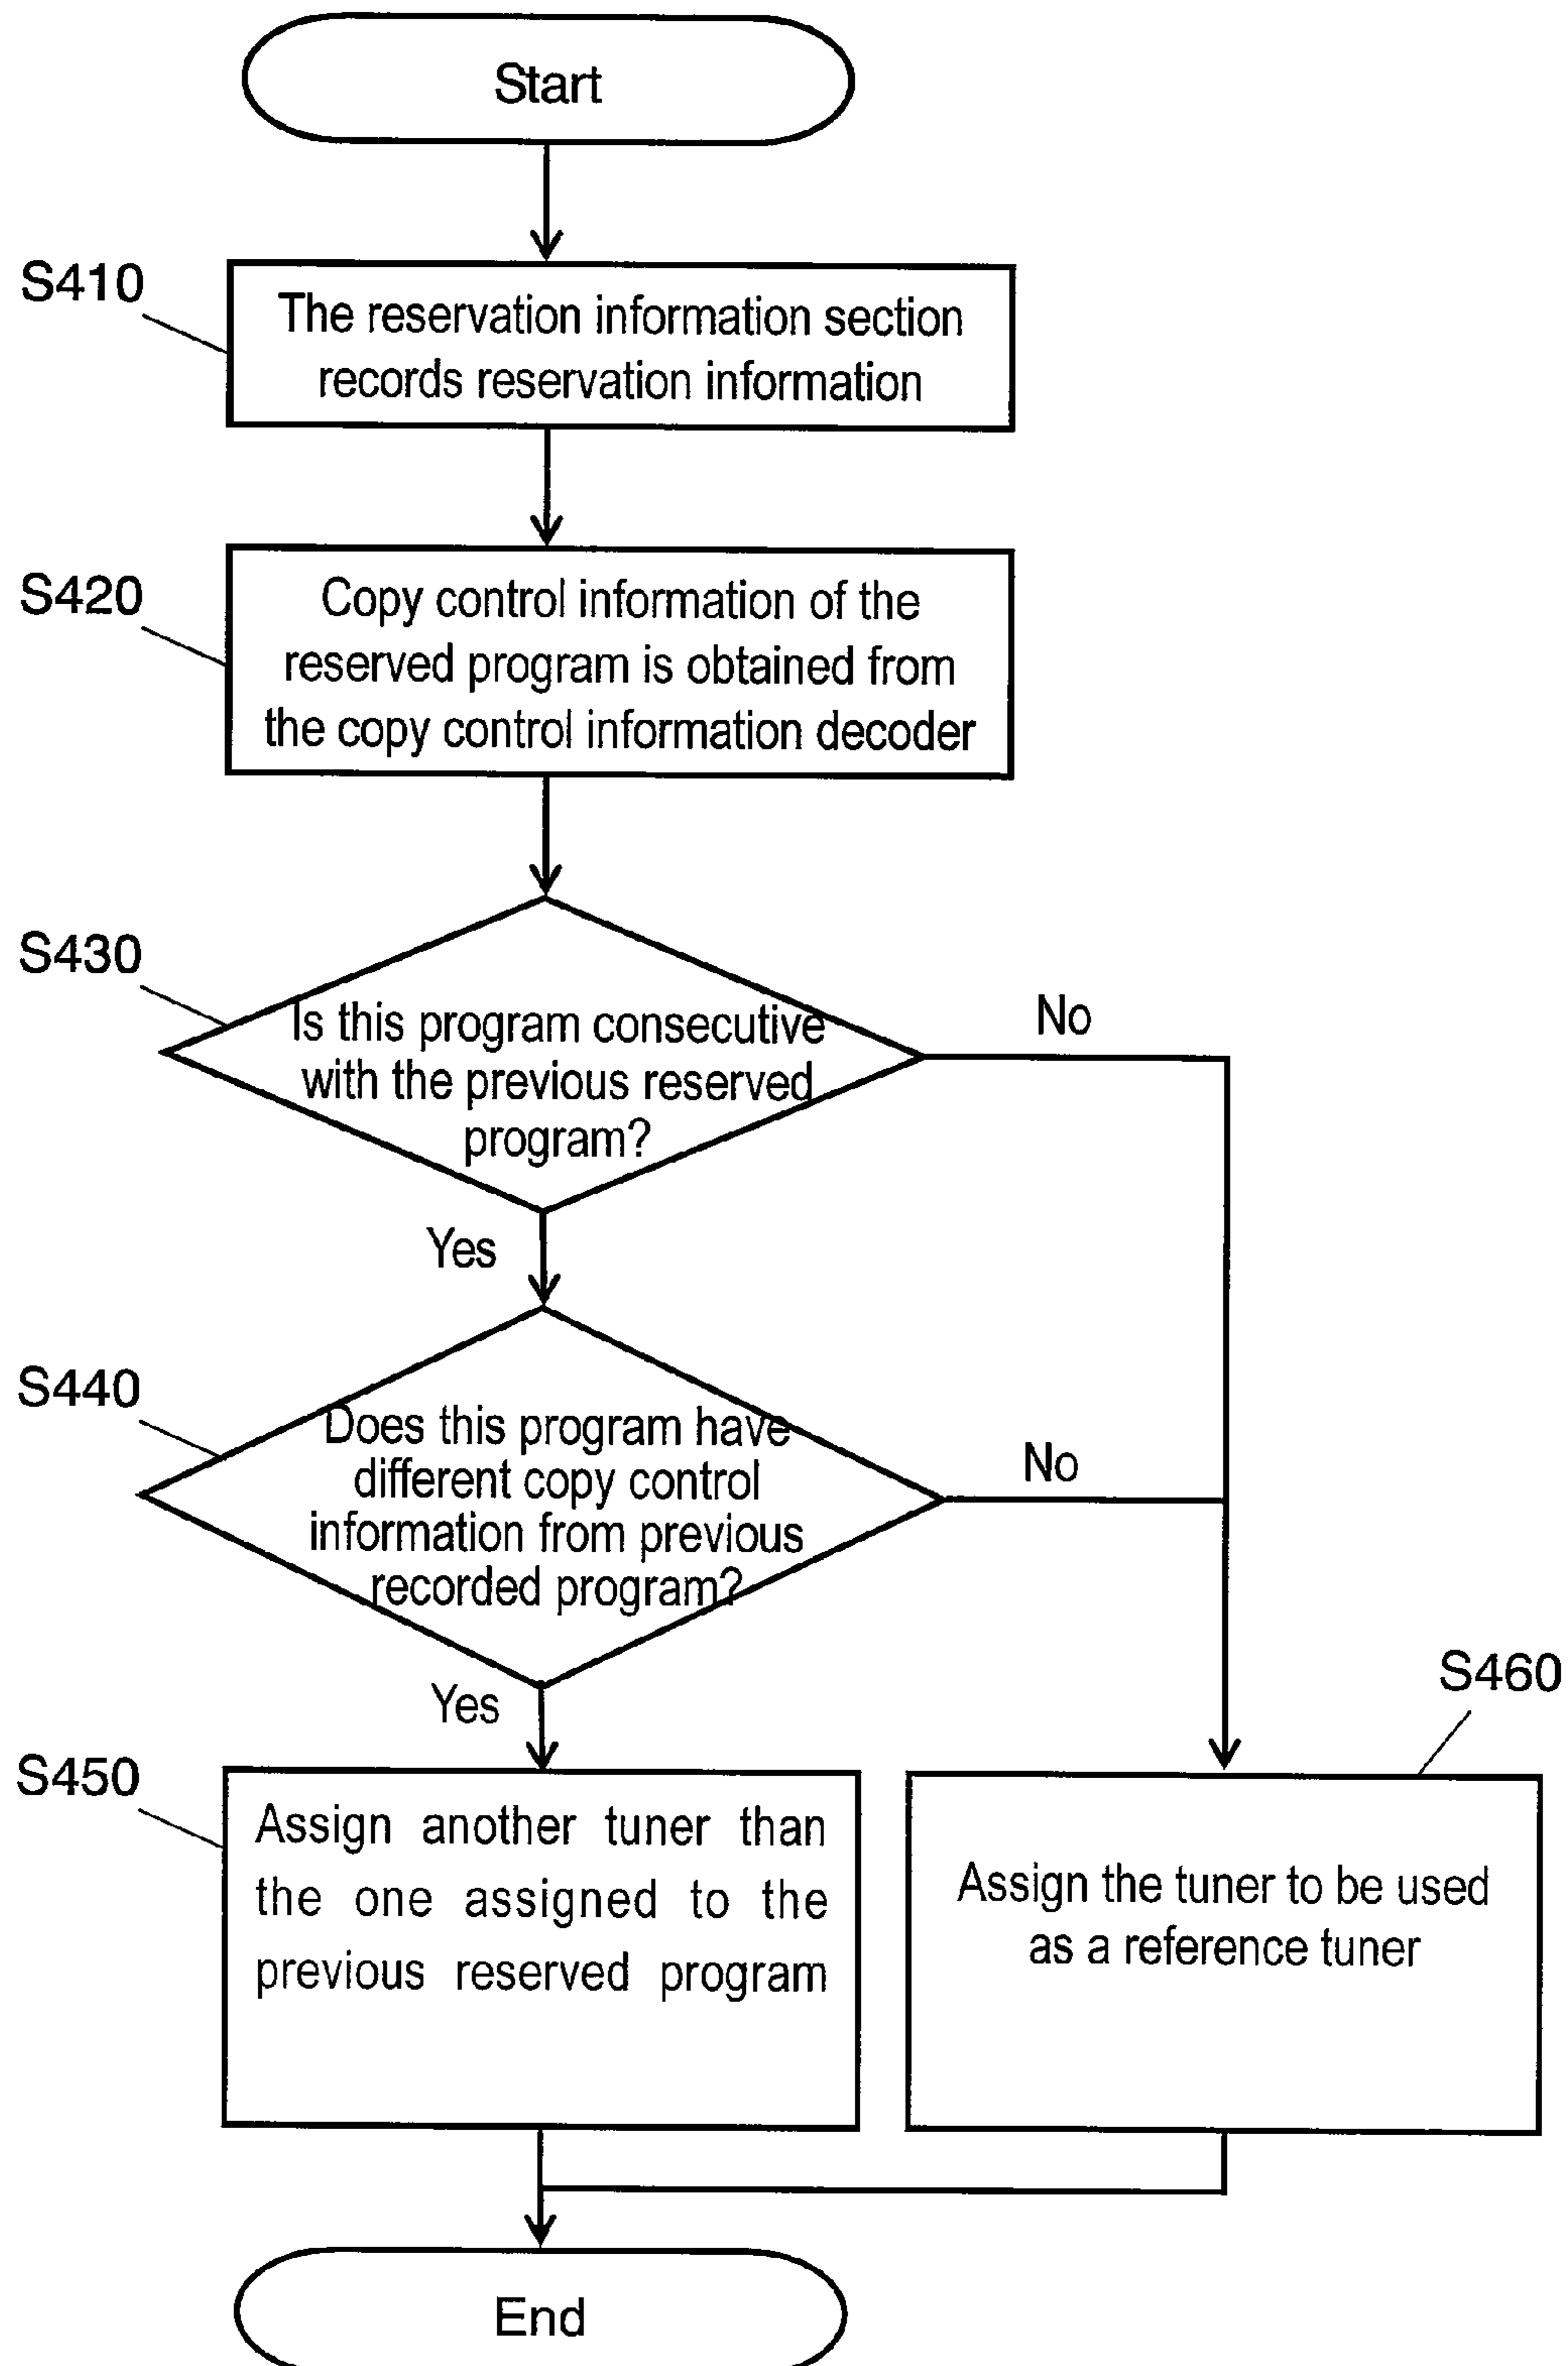 Start
S410
The reservation information section
records reservation information
S420
Copy control information of the
reserved program is obtained from
the copy control information decoder
S430
Is this program consecutive
with the previous reserved
program?
No
Yes
S440
Does this program have
different copy control
information from previous
recorded program?
No
Yes
S460
S450
Assign another tuner than
the one assigned to the
previous reserved program
Assign the tuner to be used
as a reference tuner
End